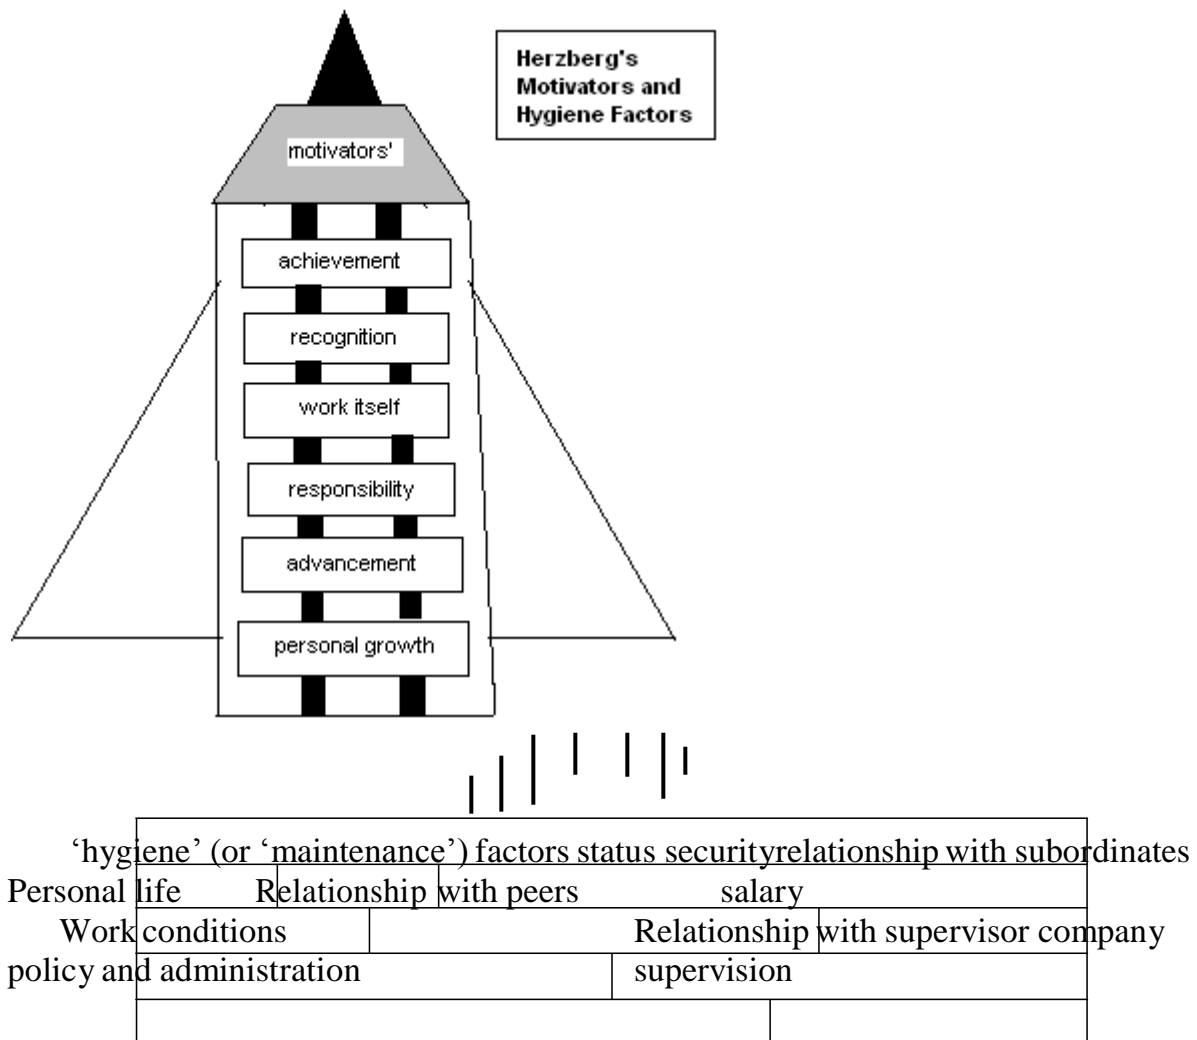 Herzberg's
Motivators and
Hygiene Factors
motivators'
achievement
recognition
work itself
responsibility
advancement
personal growth
‘hygiene’ (or ‘maintenance’) factors status securityrelationship with subordinates
Personal life Relationship with peers salary
Work conditions Relationship with supervisor company
policy and administration supervision